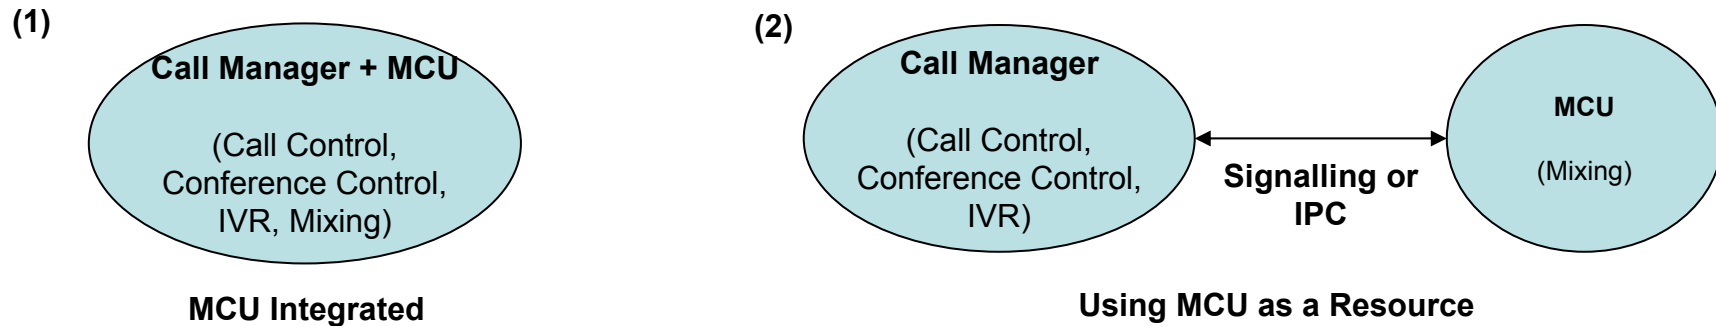 (1)
Call Manager + MCU
(Call Control,
Conference Control,
IVR, Mixing)
MCU Integrated
(2)
Call Manager
(Call Control,
Conference Control,
IVR)
Signalling or
IPC
MCU
(Mixing)
Using MCU as a Resource